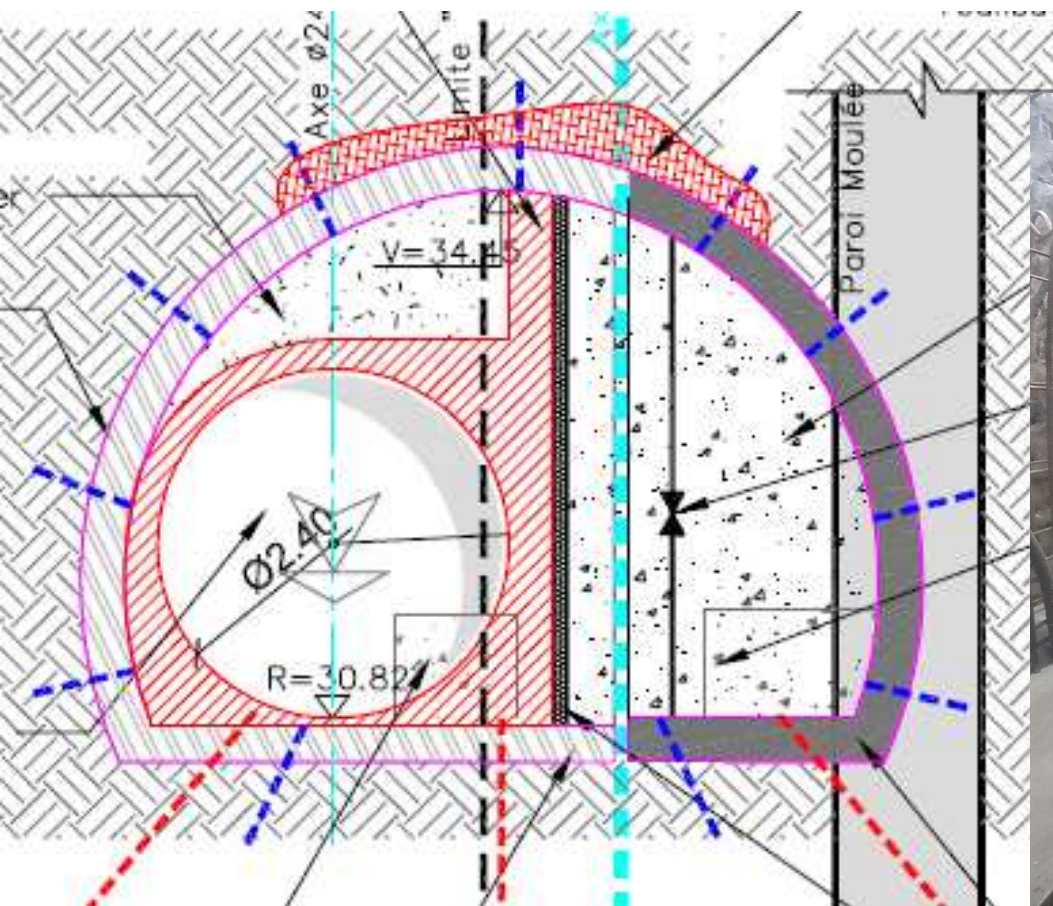 Axe ø24
Limite
Paroi Moulée
er
V=34.45
Ø2.40
R=30.82